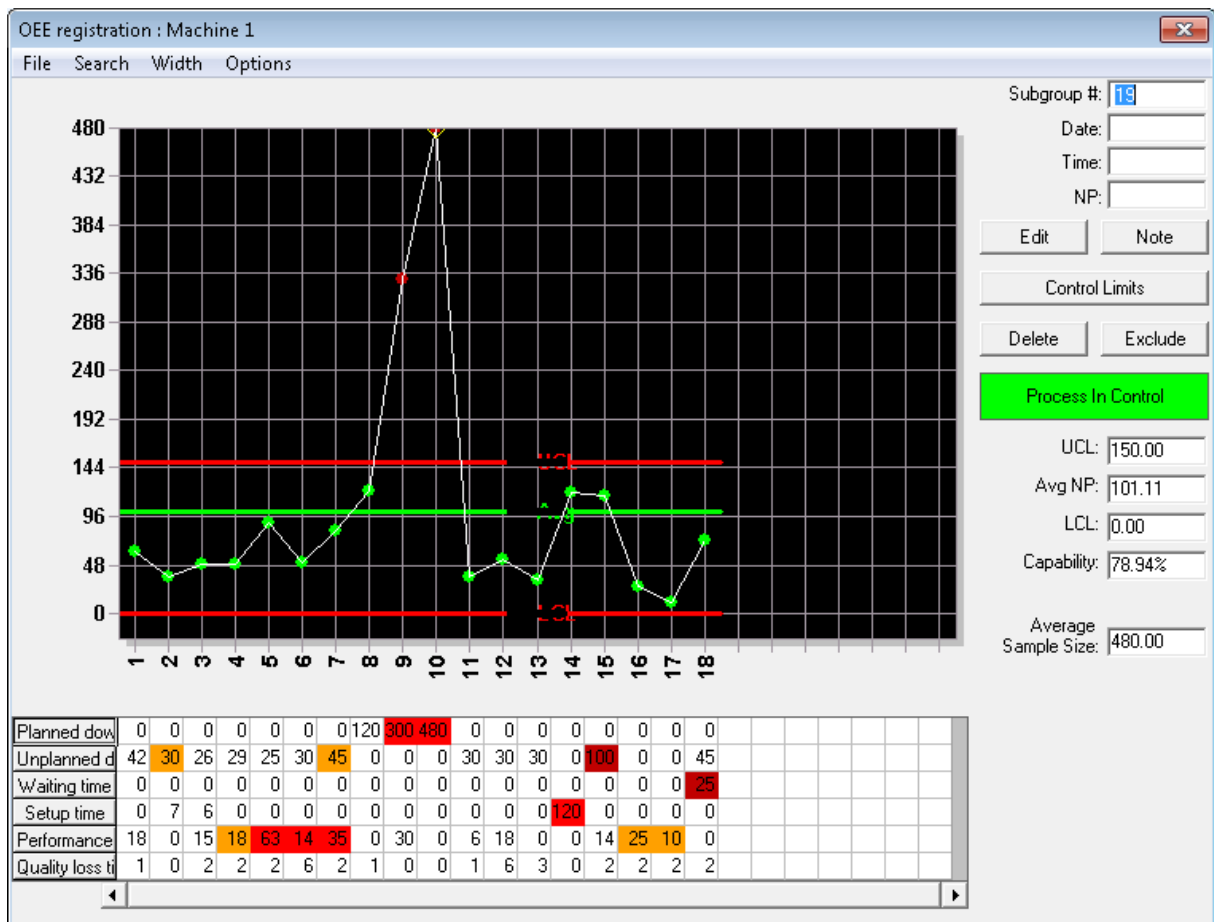 OEE registration : Machine 1
File Search Width Options
Subgroup #: 19
Date:
Time:
NP:
Edit Note
Control Limits
Delete Exclude
Process In Control
UCL: 150.00
Avg NP: 101.11
LCL: 0.00
Capability: 78.94%
Average
Sample Size: 480.00
480
432
384
336
288
240
192
144
96
48
0
UCL
Avg
LCL
1 2 3 4 5 6 7 8 9 10 11 12 13 14 15 16 17 18
Planned dow 0 0 0 0 0 0 0 120 300 480 0 0 0 0 0 0 0 0
Unplanned d 42 30 26 29 25 30 45 0 0 0 30 30 30 0 100 0 0 45
Waiting time 0 0 0 0 0 0 0 0 0 0 0 0 0 0 0 0 0 25
Setup time 0 7 6 0 0 0 0 0 0 0 0 0 0 120 0 0 0 0
Performance 18 0 15 18 63 14 35 0 30 0 6 18 0 0 14 25 10 0
Quality loss ti 1 0 2 2 2 6 2 1 0 0 1 6 3 0 2 2 2 2